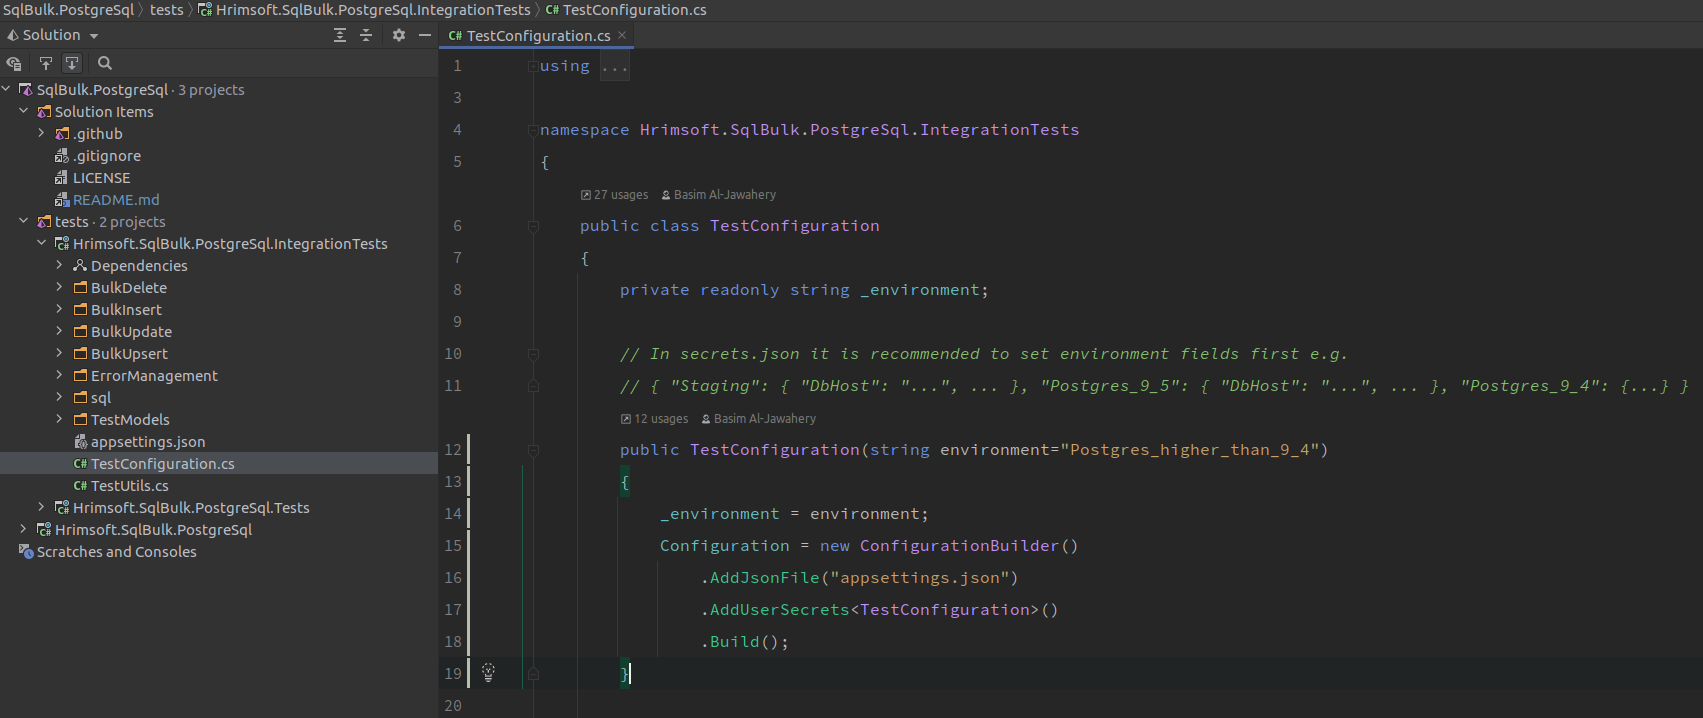 SqlBulk.PostgreSql 〉 tests 〉 Hrimsoft.SqlBulk.PostgreSql.IntegrationTests 〉 C# TestConfiguration.cs
Solution
C# TestConfiguration.cs ×
SqlBulk.PostgreSql · 3 projects
Solution Items
.github
.gitignore
LICENSE
README.md
tests · 2 projects
Hrimsoft.SqlBulk.PostgreSql.IntegrationTests
Dependencies
BulkDelete
BulkInsert
BulkUpdate
BulkUpsert
ErrorManagement
sql
TestModels
appsettings.json
C# TestConfiguration.cs
C# TestUtils.cs
Hrimsoft.SqlBulk.PostgreSql.Tests
Hrimsoft.SqlBulk.PostgreSql
Scratches and Consoles
1 using ...
3
4 namespace Hrimsoft.SqlBulk.PostgreSql.IntegrationTests
5 {
27 usages Basim Al-Jawahery
6 public class TestConfiguration
7 {
8 private readonly string _environment;
9
10 // In secrets.json it is recommended to set environment fields first e.g.
11 // { "Staging": { "DbHost": "...", ... }, "Postgres_9_5": { "DbHost": "...", ... }, "Postgres_9_4": {...} }
12 usages Basim Al-Jawahery
12 public TestConfiguration(string environment="Postgres_higher_than_9_4")
13 {
14 _environment = environment;
15 Configuration = new ConfigurationBuilder()
16 .AddJsonFile("appsettings.json")
17 .AddUserSecrets<TestConfiguration>()
18 .Build();
19 }
20